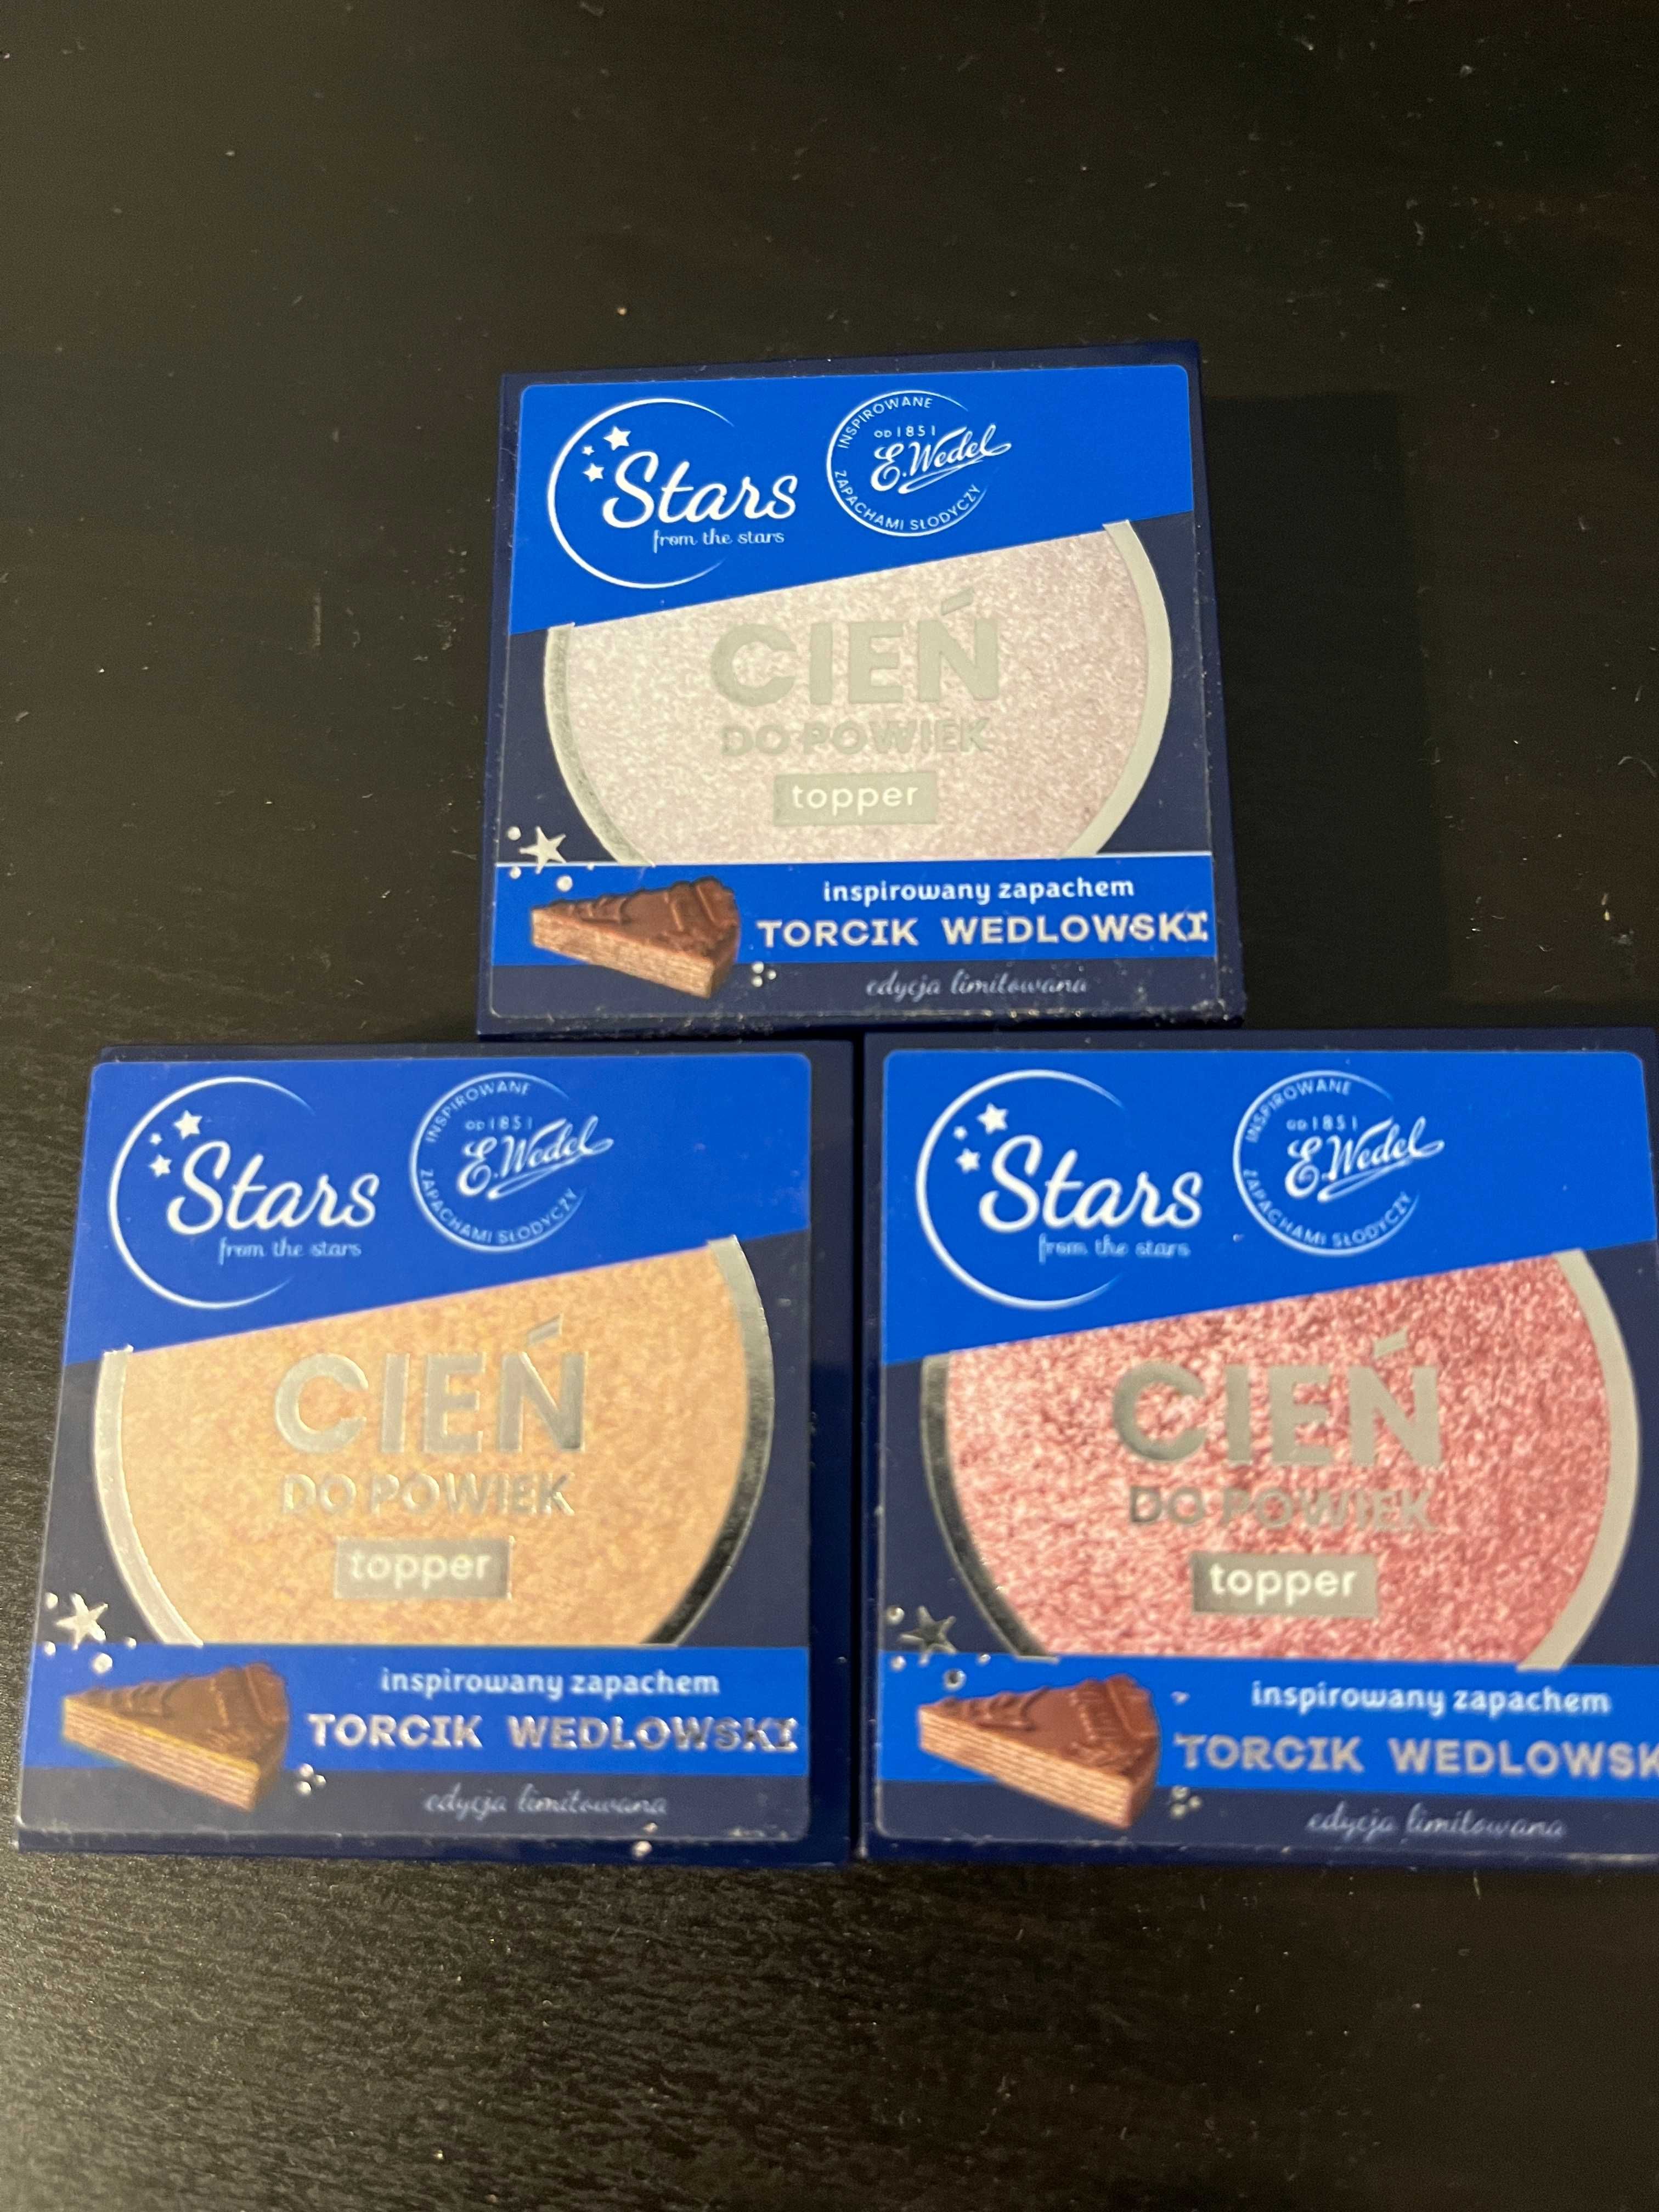 Stars
from the stars
INSPIROWANE
OD 1851
E.Wedel
ZAPACHAMI SŁODYCZY
CIEŃ
DO POWIEK
topper
inspirowany zapachem
TORCIK WEDLOWSKI
edycja limitowana
Stars
from the stars
INSPIROWANE
OD 1851
E.Wedel
ZAPACHAMI SŁODYCZY
CIEŃ
DO POWIEK
topper
inspirowany zapachem
TORCIK WEDLOWSKI
edycja limitowana
Stars
from the stars
INSPIROWANE
OD 1851
E.Wedel
ZAPACHAMI SŁODYCZY
CIEŃ
DO POWIEK
topper
inspirowany zapachem
TORCIK WEDLOWSK
edycja limitowana